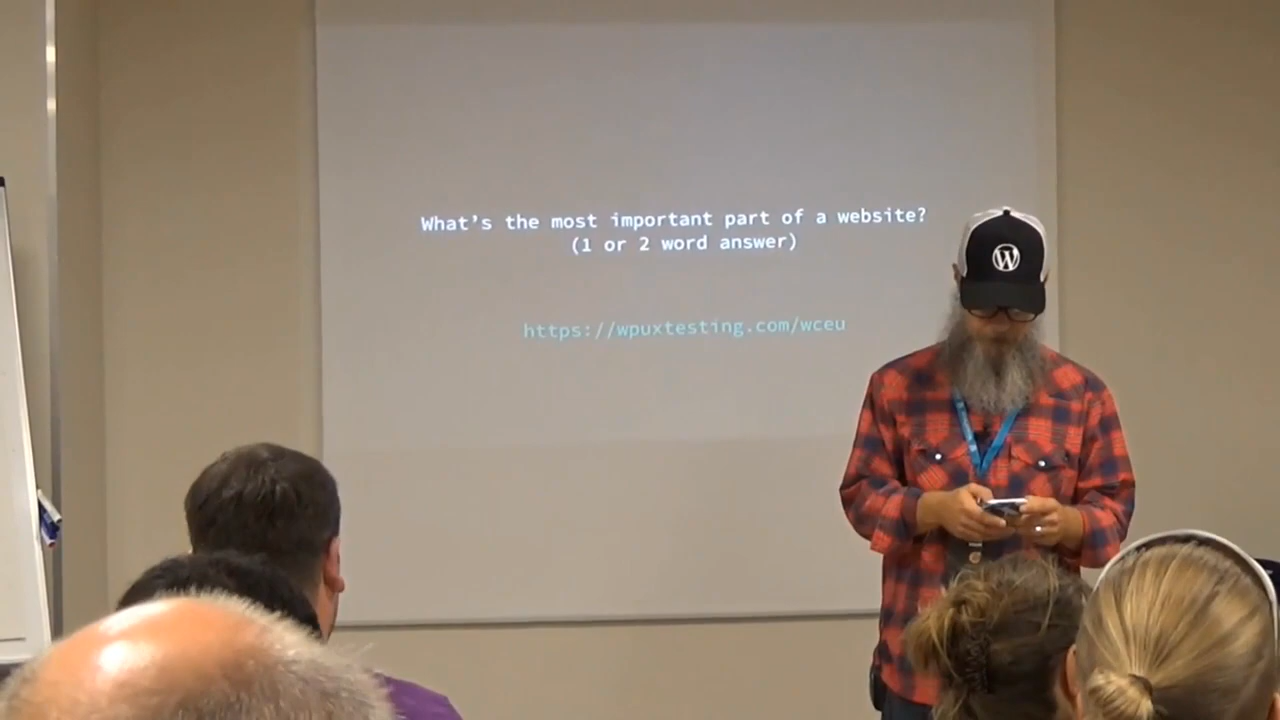 What's the most important part of a website?
(1 or 2 word answer)
https://wpuxtesting.com/wceu
W